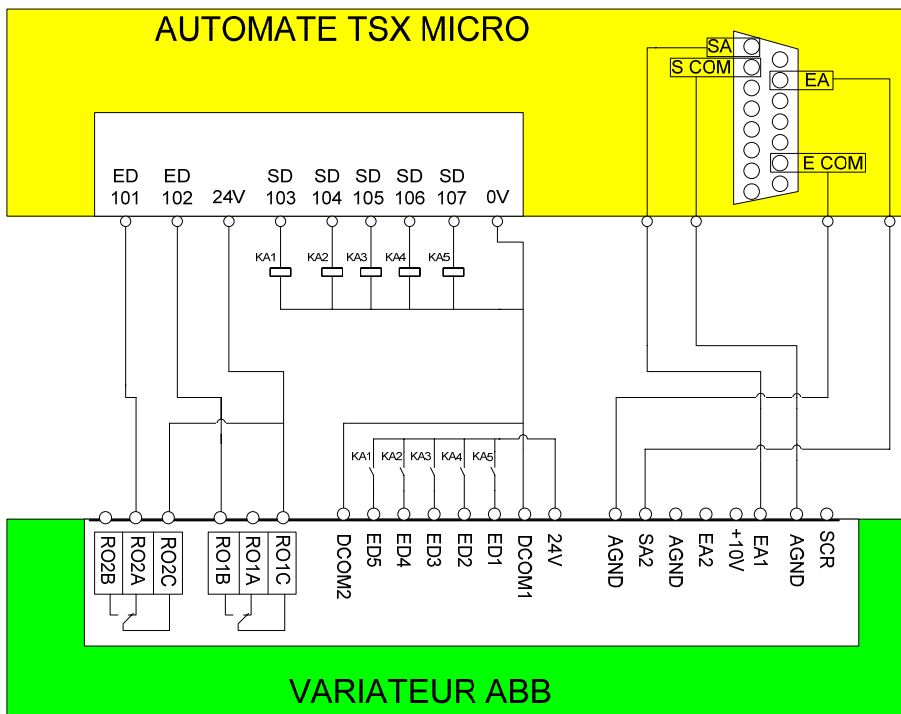 AUTOMATE TSX MICRO
SA
S COM
EA
E COM
ED
101
ED
102
24V
SD
103
SD
104
SD
105
SD
106
SD
107
0V
KA1
KA2
KA3
KA4
KA5
KA1
KA2
KA3
KA4
KA5
RO2B
RO2A
RO2C
RO1B
RO1A
RO1C
DCOM2
ED5
ED4
ED3
ED2
ED1
DCOM1
24V
AGND
SA2
AGND
EA2
+10V
EA1
AGND
SCR
VARIATEUR ABB